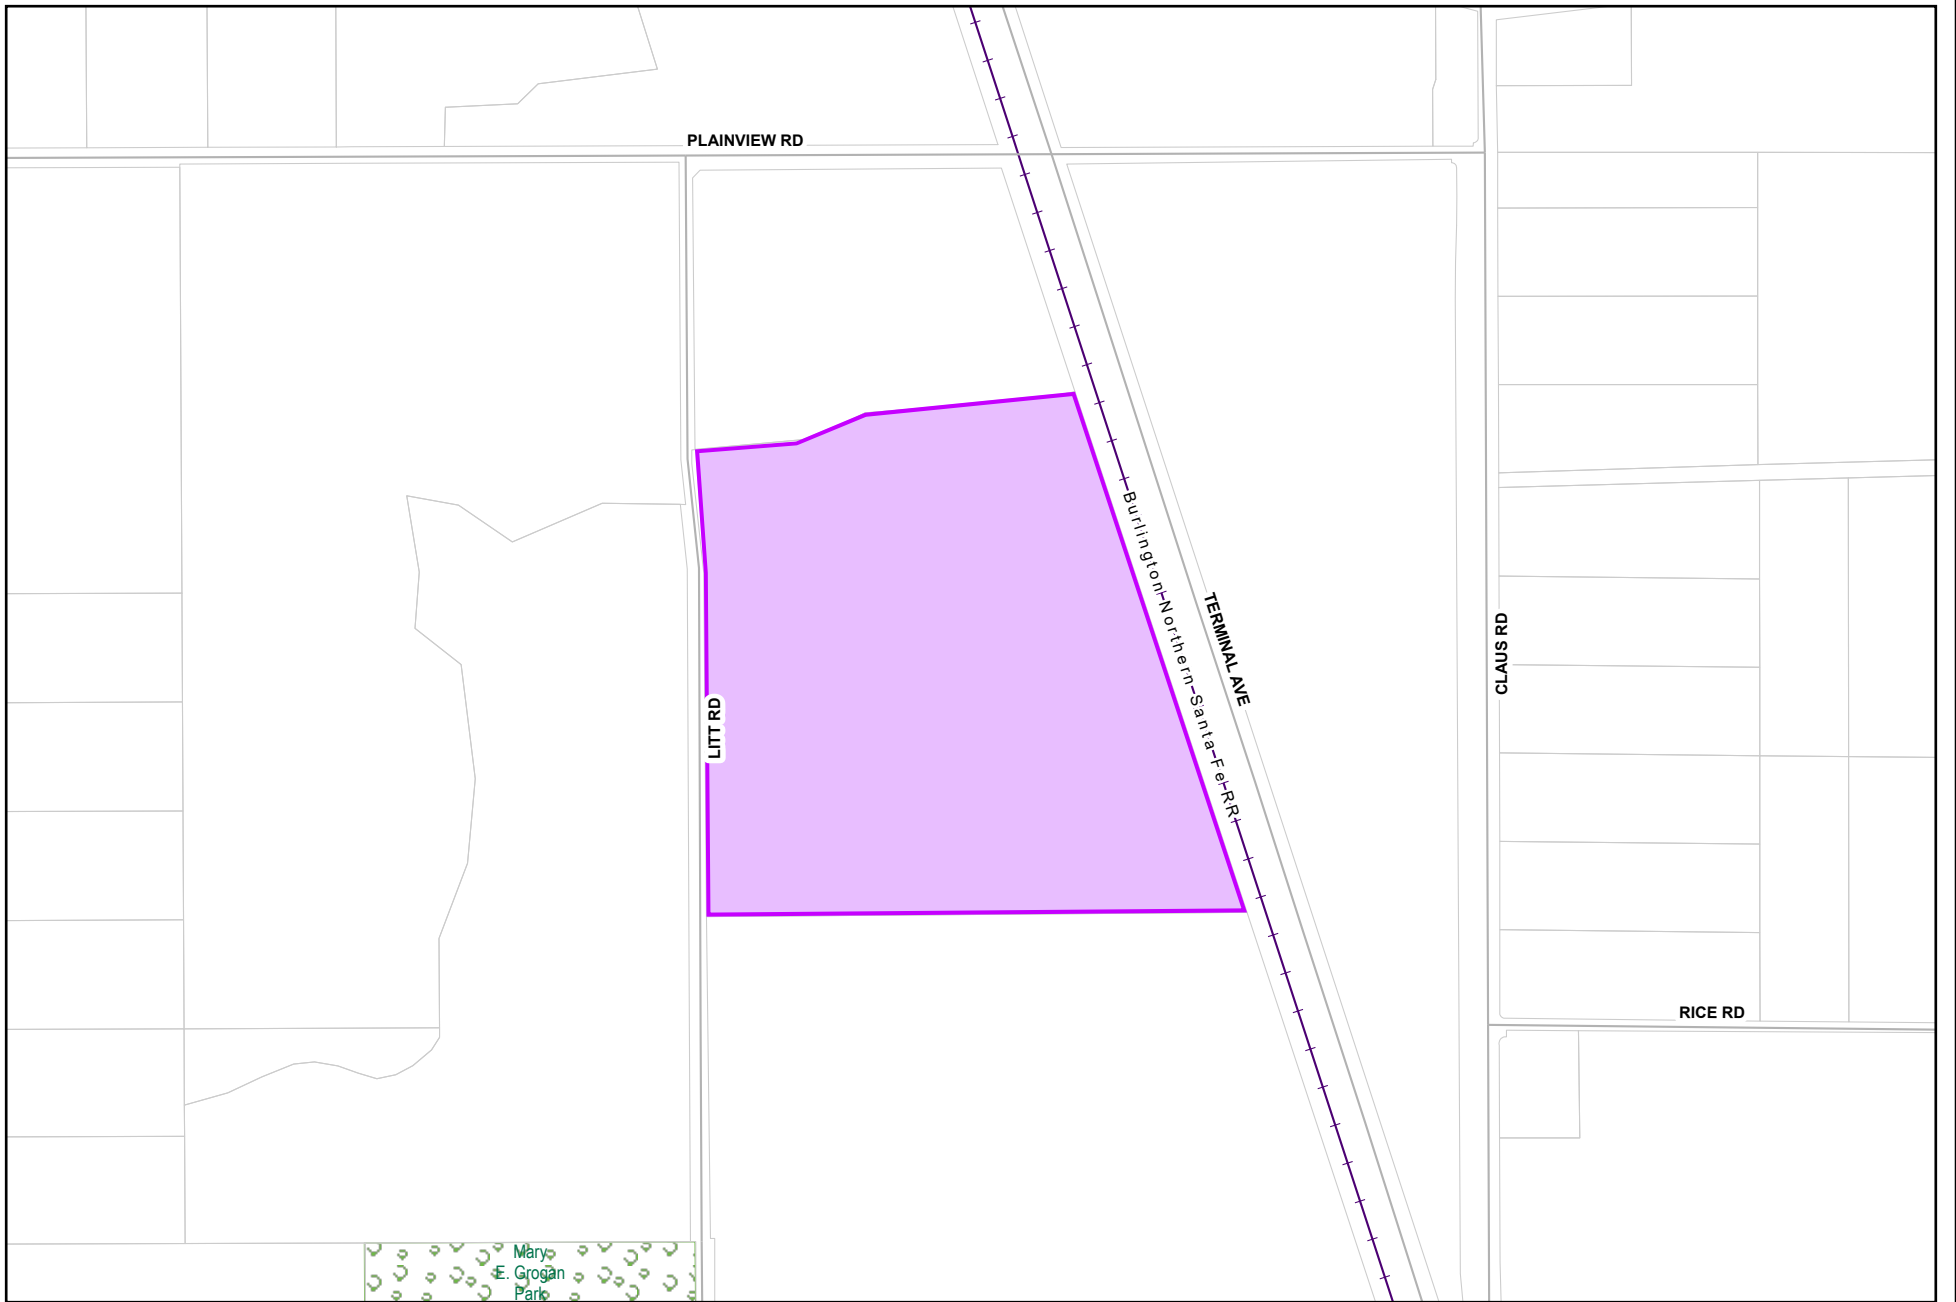 PLAINVIEW RD
Burlington Northern Santa Fe RR
TERMINAL AVE
CLAUS RD
LITT RD
RICE RD
Mary
E. Grogan
Park